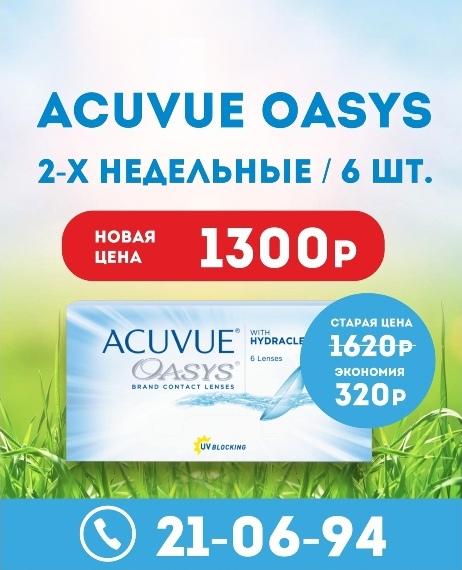 ACUVUE OASYS
2-Х НЕДЕЛЬНЫЕ / 6 ШТ.
НОВАЯ
ЦЕНА
1300Р
СТАРАЯ ЦЕНА
1620Р
ЭКОНОМИЯ
320Р
ACUVUE®
OASYS®
BRAND CONTACT LENSES
WITH
6 Lenses
UV BLOCKING
21-06-94